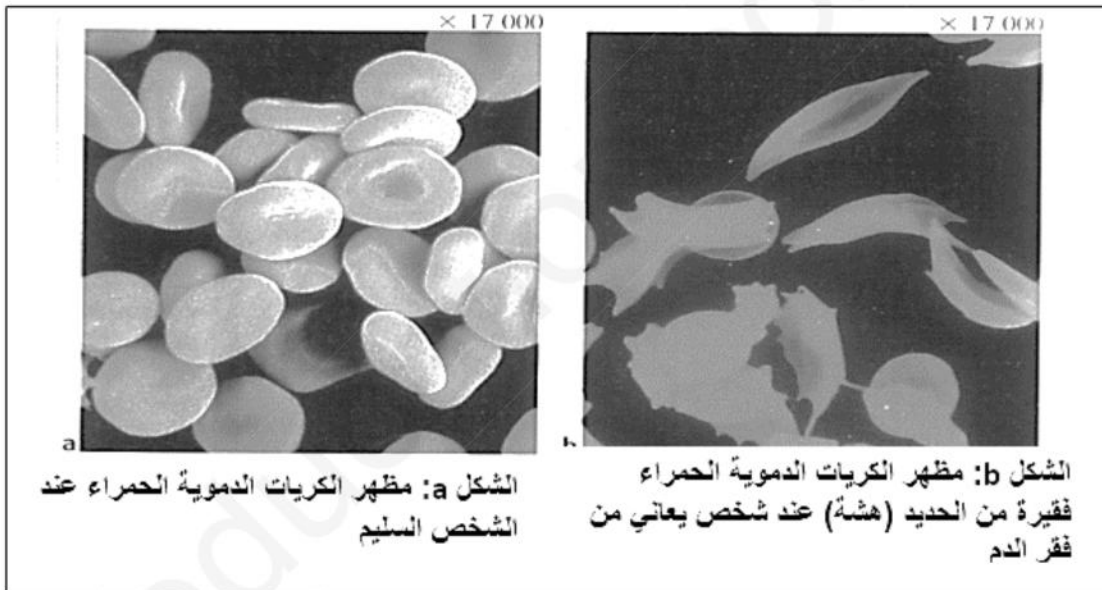 × 17 000
× 17 000
a
b
الشكل a: مظهر الكريات الدموية الحمراء عند
الشخص السليم
الشكل b: مظهر الكريات الدموية الحمراء
فقيرة من الحديد (هشة) عند شخص يعاني من
فقر الدم